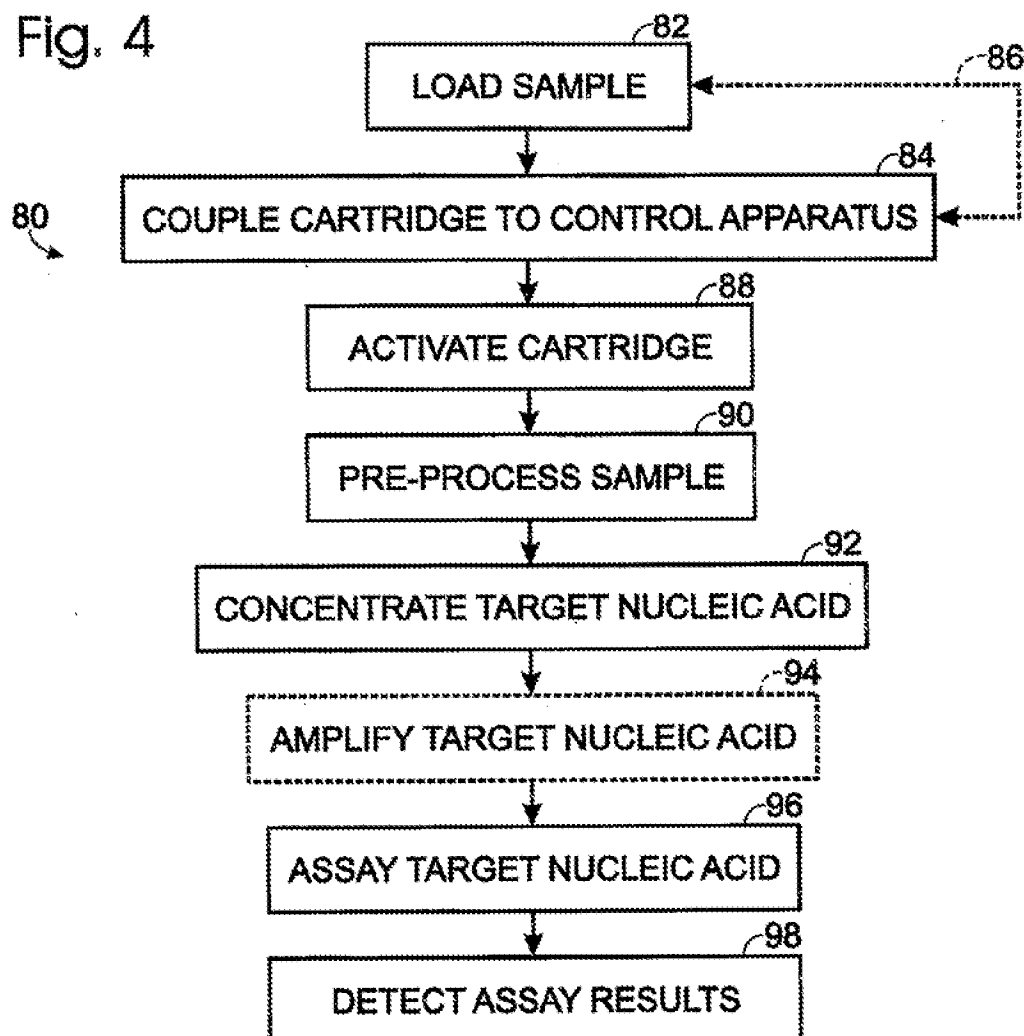 Fig. 4
82
LOAD SAMPLE
86
84
COUPLE CARTRIDGE TO CONTROL APPARATUS
80
88
ACTIVATE CARTRIDGE
90
PRE-PROCESS SAMPLE
92
CONCENTRATE TARGET NUCLEIC ACID
94
AMPLIFY TARGET NUCLEIC ACID
96
ASSAY TARGET NUCLEIC ACID
98
DETECT ASSAY RESULTS